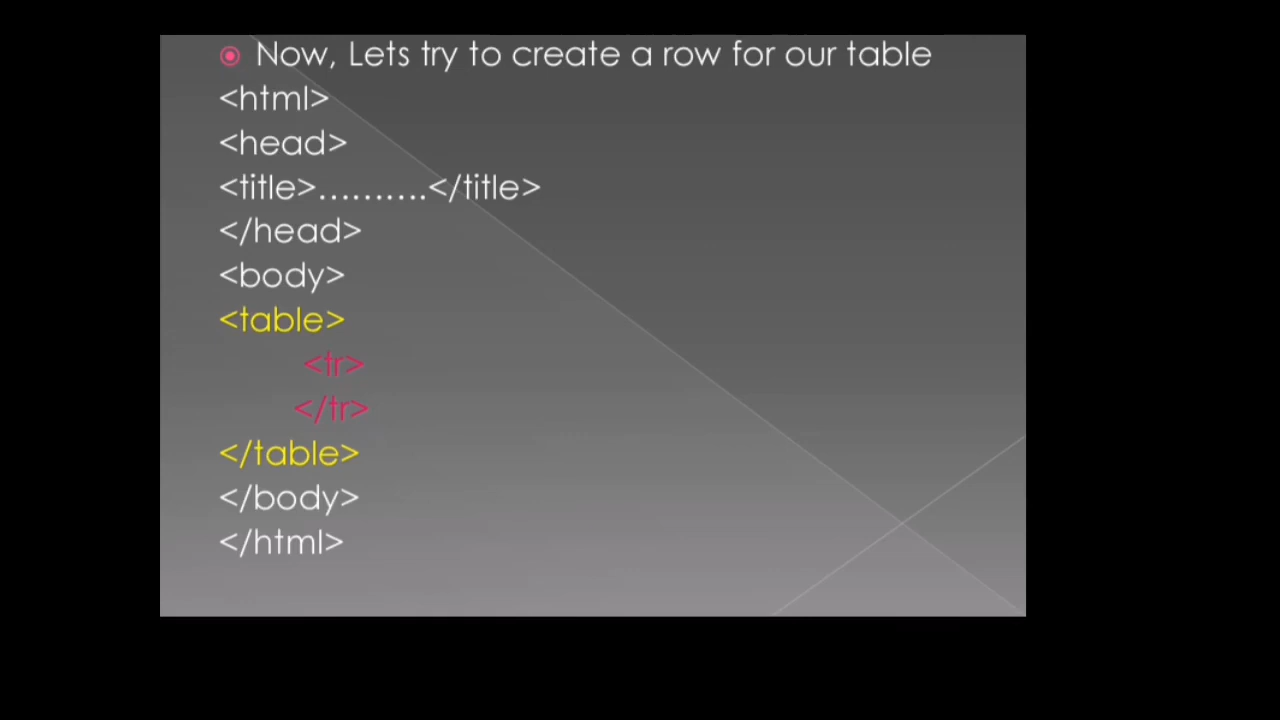 Now, Lets try to create a row for our table
<html>
<head>
<title>..........</title>
</head>
<body>
<table>
<tr>
</tr>
</table>
</body>
</html>